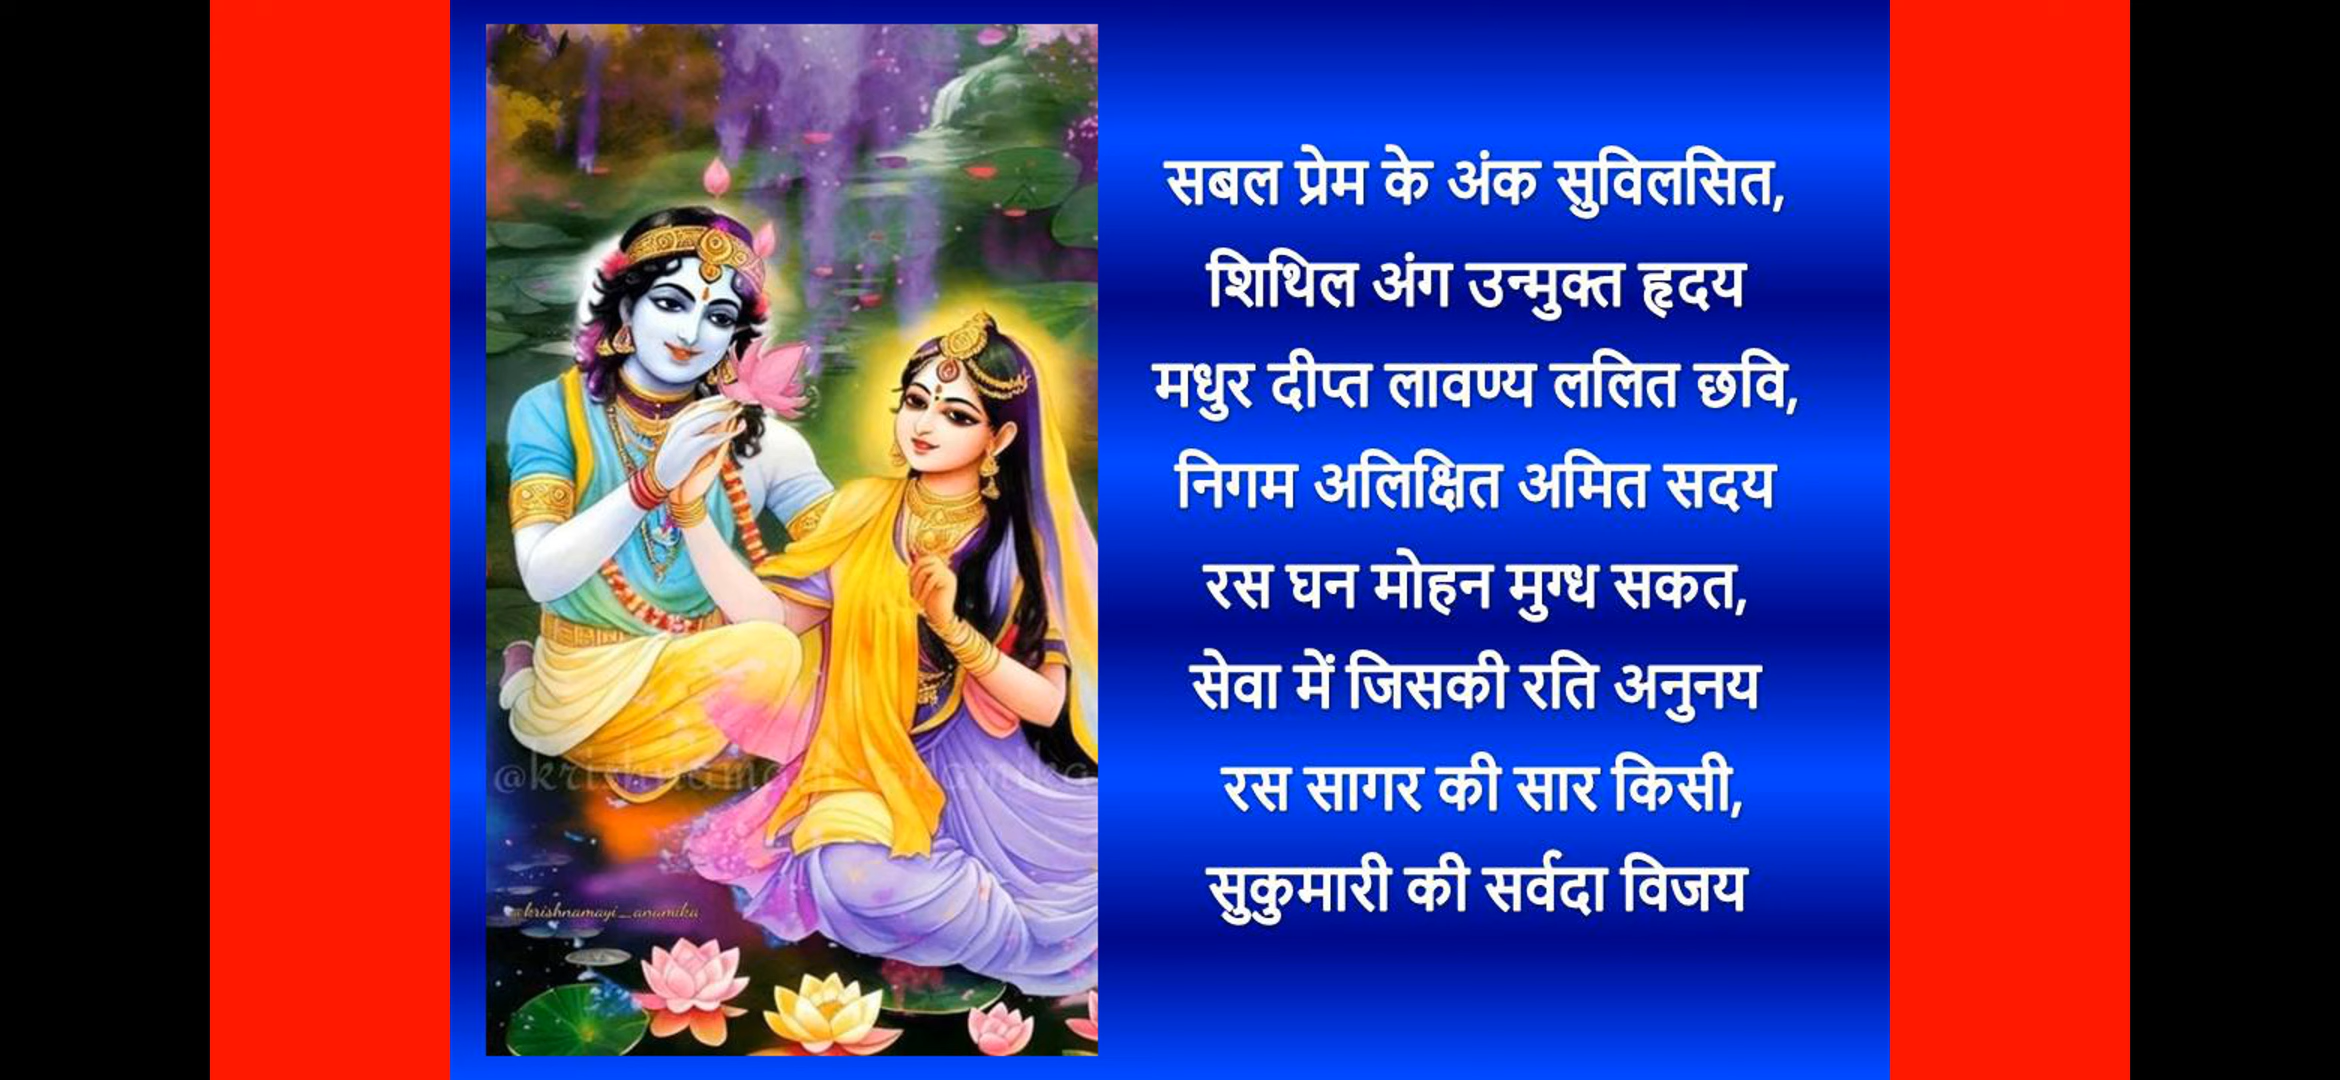 सबल प्रेम के अंक सुविलसित,
शिथिल अंग उन्मुक्त हृदय
मधुर दीप्त लावण्य ललित छवि,
निगम अलिक्षित अमित सदय
रस घन मोहन मुग्ध सकत,
सेवा में जिसकी रति अनुनय
रस सागर की सार किसी,
सुकुमारी की सर्वदा विजय
@krishnamayi_anamika
@krishnamayi_anamika